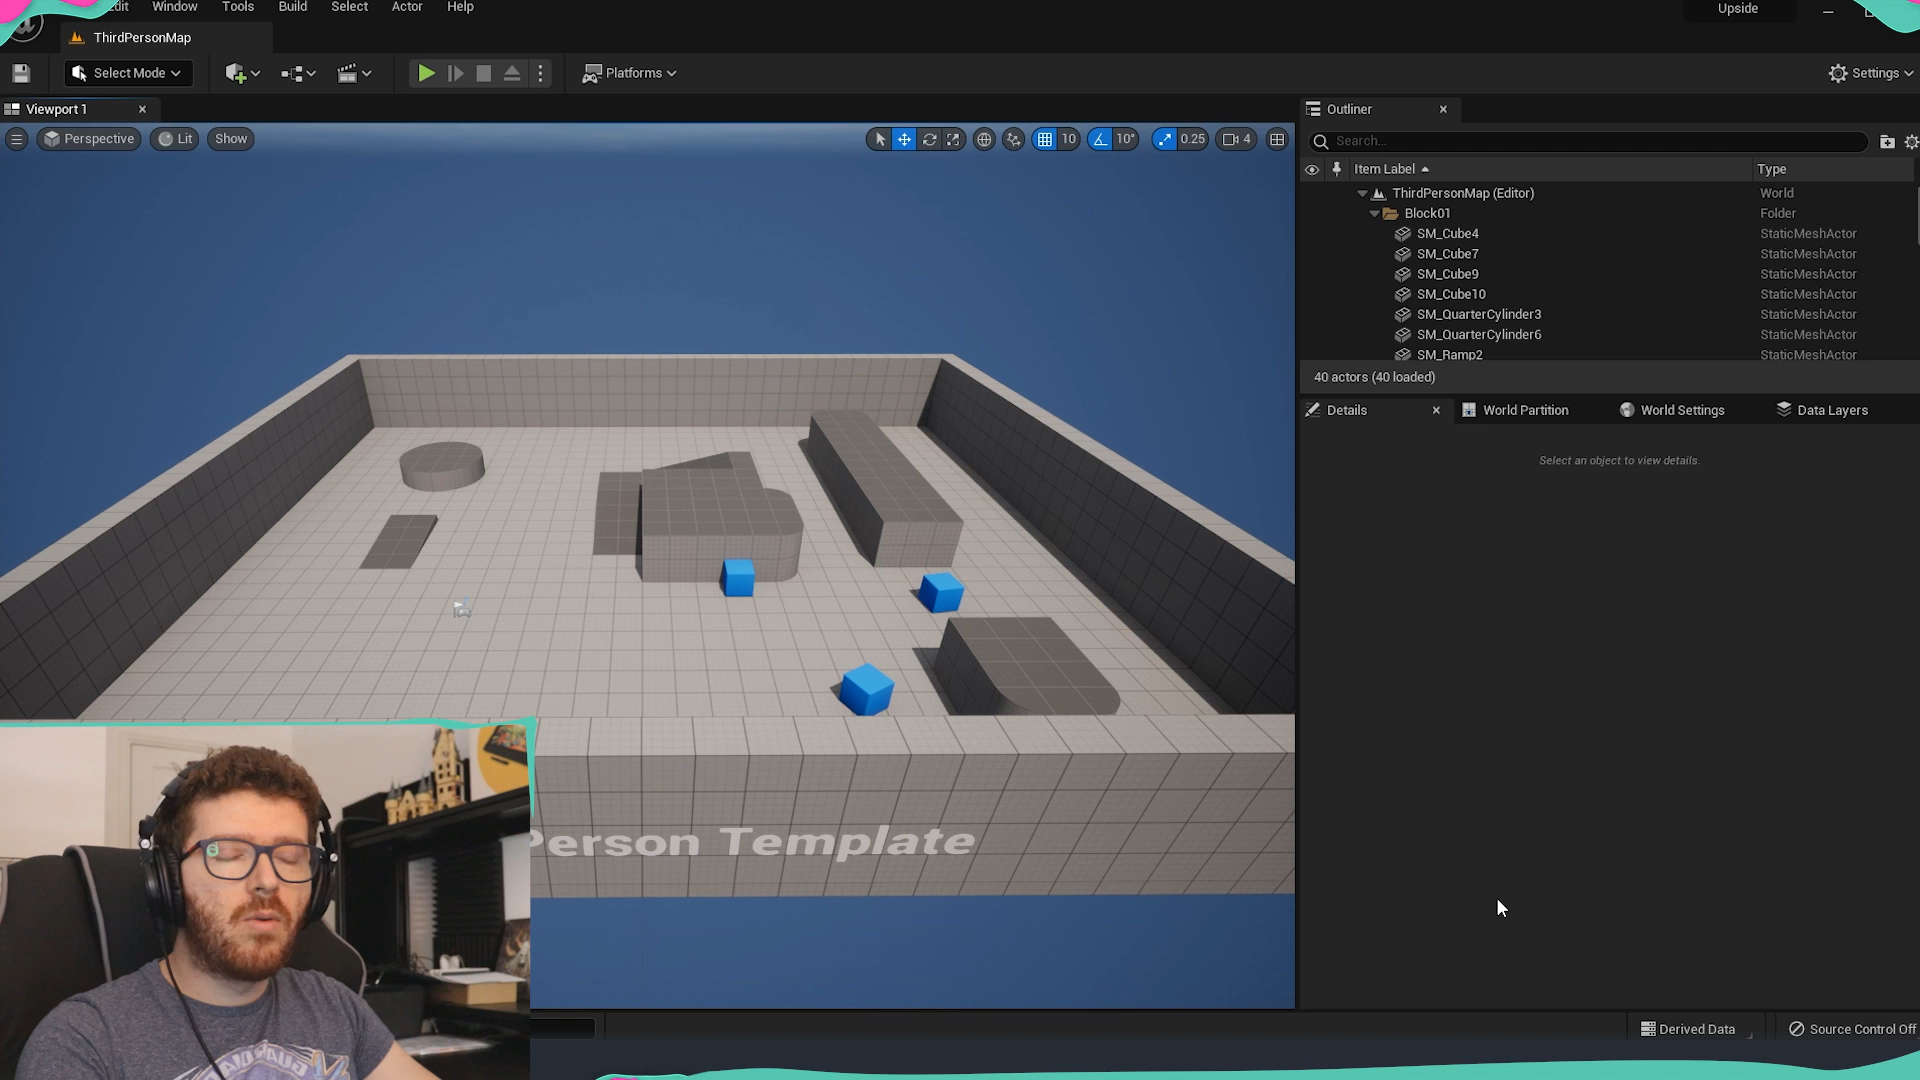 Edit Window Tools Build Select Actor Help
Upside
ThirdPersonMap
Select Mode
Platforms
Settings
Viewport 1
Perspective
Lit
Show
10
10°
0.25
4
Person Template
Outliner
Search...
Item Label
Type
ThirdPersonMap (Editor) World
Block01 Folder
SM_Cube4 StaticMeshActor
SM_Cube7 StaticMeshActor
SM_Cube9 StaticMeshActor
SM_Cube10 StaticMeshActor
SM_QuarterCylinder3 StaticMeshActor
SM_QuarterCylinder6 StaticMeshActor
SM_Ramp2 StaticMeshActor
40 actors (40 loaded)
Details
World Partition
World Settings
Data Layers
Select an object to view details.
Derived Data
Source Control Off